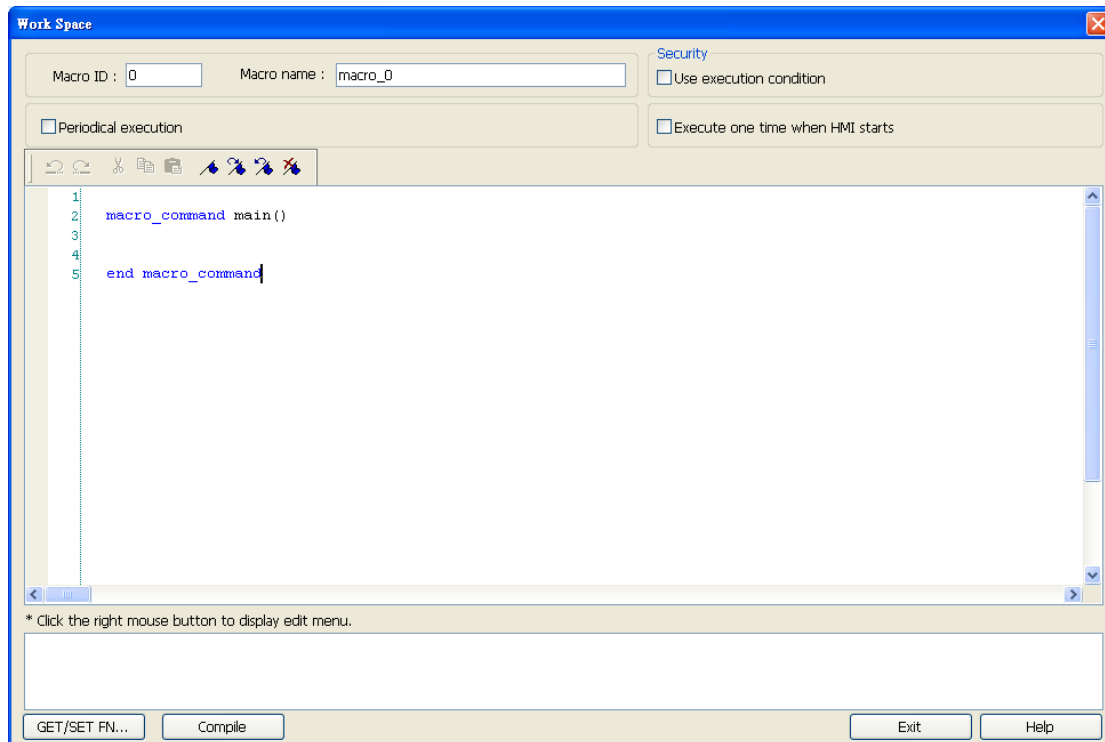 Work Space
Security
Macro ID : 0 Macro name : macro_0
Use execution condition
Periodical execution
Execute one time when HMI starts
1
2 macro_command main()
3
4
5 end macro_command
* Click the right mouse button to display edit menu.
GET/SET FN... Compile Exit Help